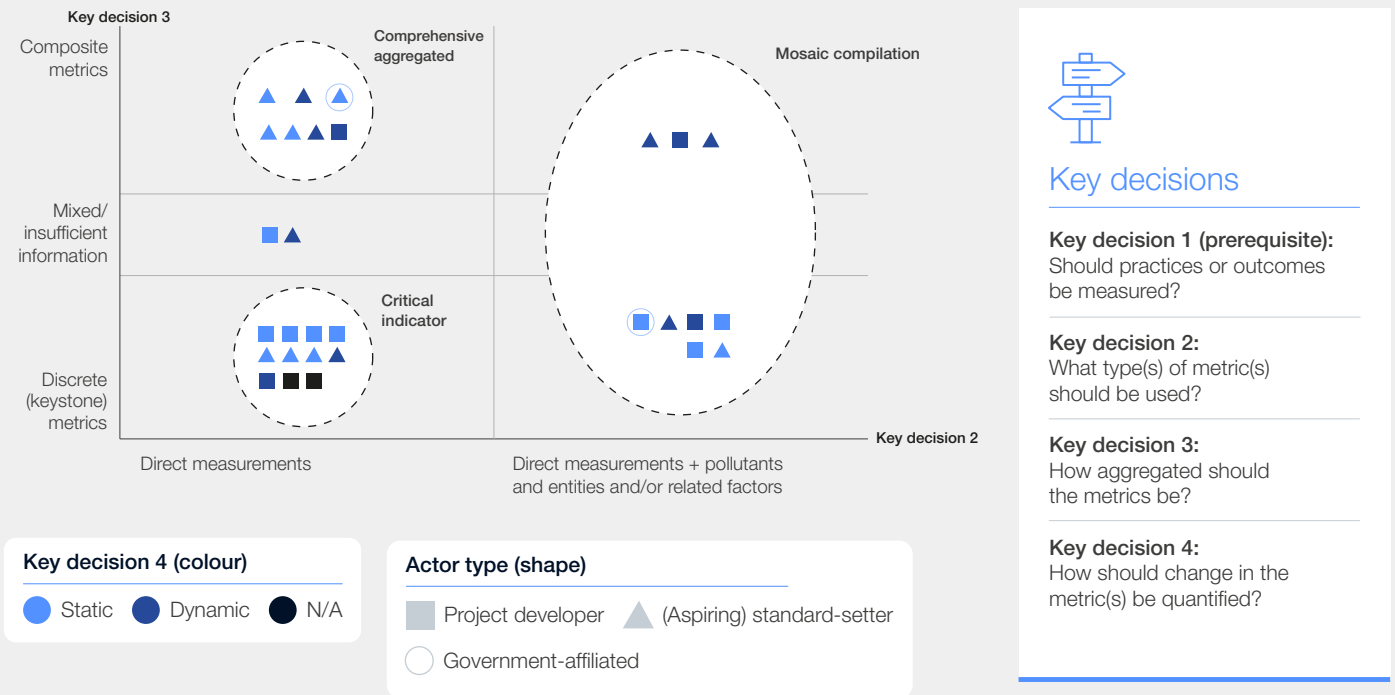 Key decision 3
Composite
metrics
Comprehensive
aggregated
Mosaic compilation
Mixed/
insufficient
information
Critical
indicator
Discrete
(keystone)
metrics
Key decision 2
Direct measurements
Direct measurements + pollutants
and entities and/or related factors
Key decision 4 (colour)
Static
Dynamic
N/A
Actor type (shape)
Project developer
(Aspiring) standard-setter
Government-affiliated
Key decisions
Key decision 1 (prerequisite):
Should practices or outcomes
be measured?
Key decision 2:
What type(s) of metric(s)
should be used?
Key decision 3:
How aggregated should
the metrics be?
Key decision 4:
How should change in the
metric(s) be quantified?